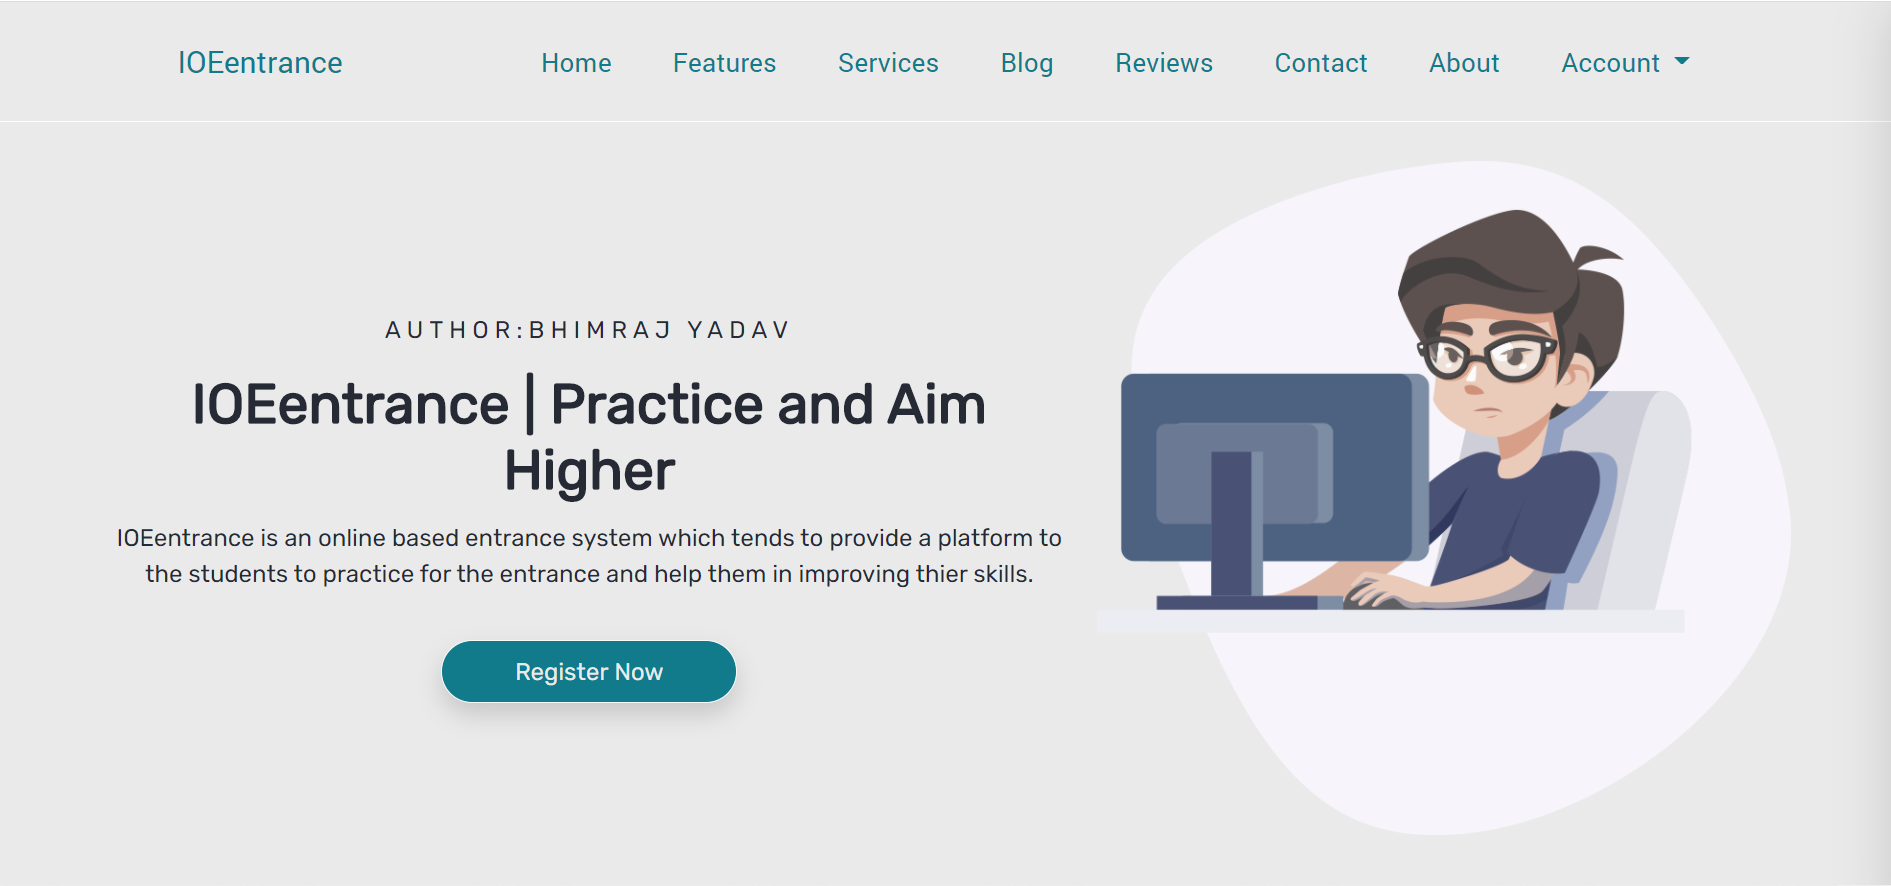 IOEentrance
Home
Features
Services
Blog
Reviews
Contact
About
Account
AUTHOR:BHIMRAJ YADAV
IOEentrance | Practice and Aim
Higher
IOEentrance is an online based entrance system which tends to provide a platform to
the students to practice for the entrance and help them in improving thier skills.
Register Now